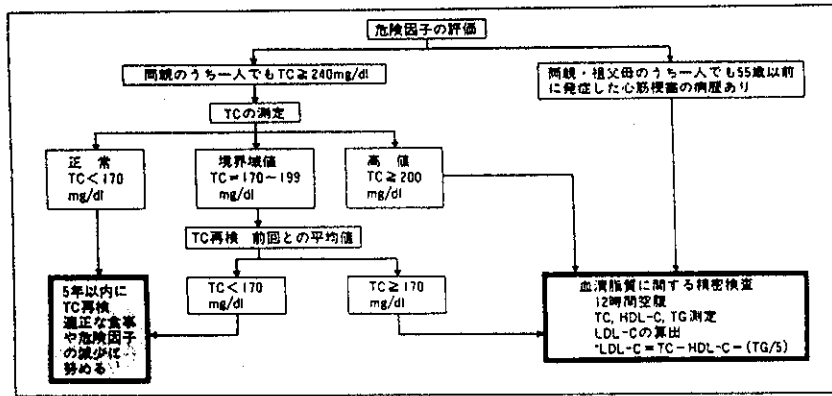 危険因子の評価
両親のうち一人でもTC≧240mg/dl
両親・祖父母のうち一人でも55歳以前
に発症した心筋梗塞の病歴あり
TCの測定
正 常
TC<170
mg/dl
境界域値
TC=170~199
mg/dl
高 値
TC≧200
mg/dl
TC再検 前回との平均値
TC<170
mg/dl
TC≧170
mg/dl
5年以内に
TC再検
適正な食事
や危険因子
の減少に
努める
血清脂質に関する精密検査
12時間空腹
TC, HDL-C, TG測定
LDL-Cの算出
*LDL-C=TC-HDL-C-(TG/5)